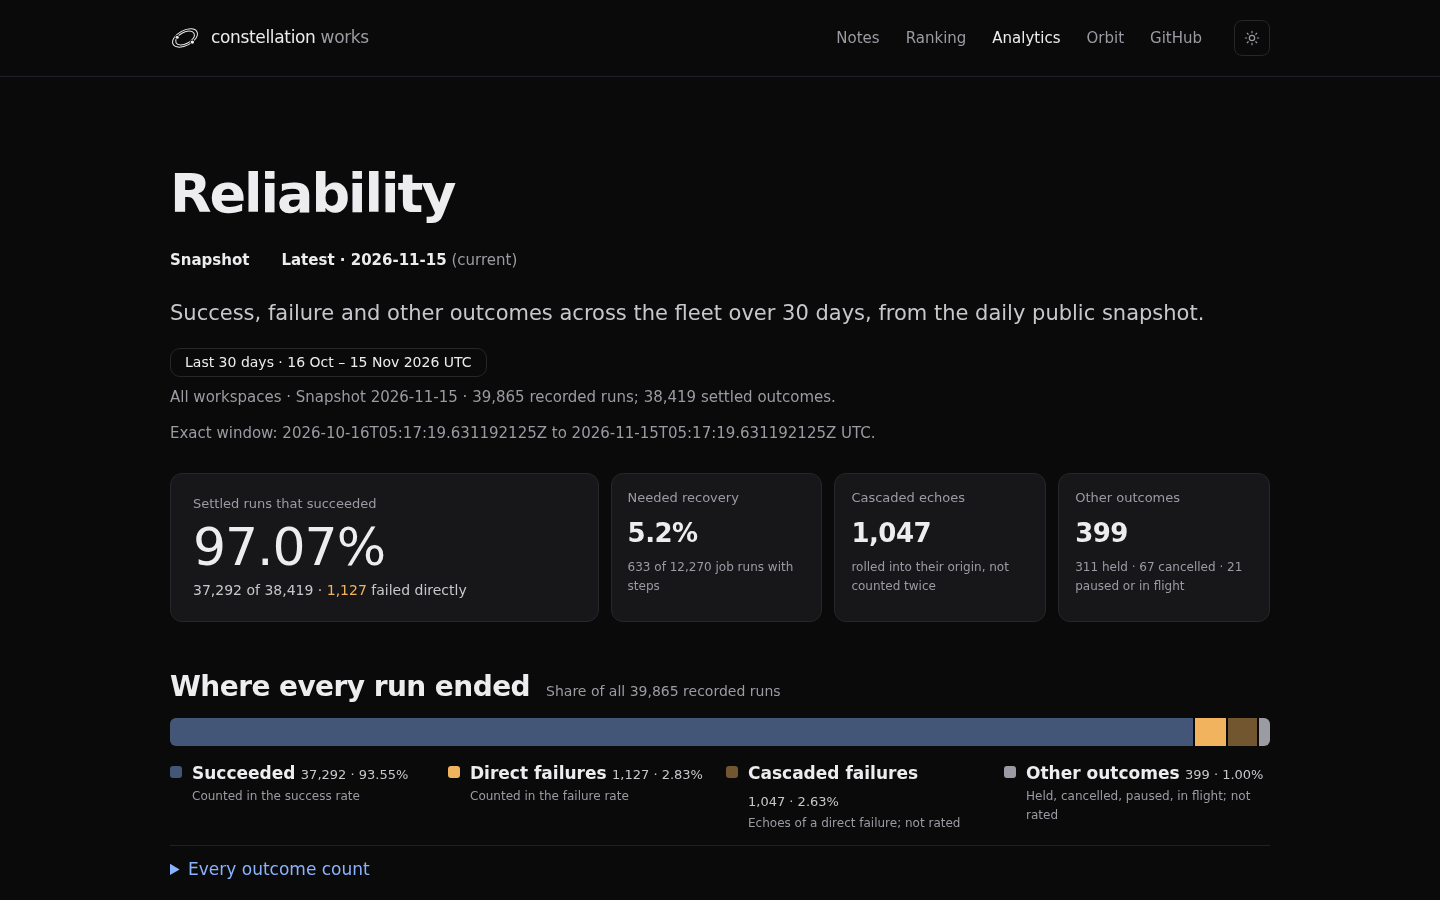 constellation works
Notes Ranking Analytics Orbit GitHub
Reliability
Snapshot Latest · 2026-11-15 (current)
Success, failure and other outcomes across the fleet over 30 days, from the daily public snapshot.
Last 30 days · 16 Oct – 15 Nov 2026 UTC
All workspaces · Snapshot 2026-11-15 · 39,865 recorded runs; 38,419 settled outcomes.
Exact window: 2026-10-16T05:17:19.631192125Z to 2026-11-15T05:17:19.631192125Z UTC.
Settled runs that succeeded
97.07%
37,292 of 38,419 · 1,127 failed directly
Needed recovery
5.2%
633 of 12,270 job runs with
steps
Cascaded echoes
1,047
rolled into their origin, not
counted twice
Other outcomes
399
311 held · 67 cancelled · 21
paused or in flight
Where every run ended Share of all 39,865 recorded runs
Succeeded 37,292 · 93.55%
Counted in the success rate
Direct failures 1,127 · 2.83%
Counted in the failure rate
Cascaded failures
1,047 · 2.63%
Echoes of a direct failure; not rated
Other outcomes 399 · 1.00%
Held, cancelled, paused, in flight; not
rated
Every outcome count